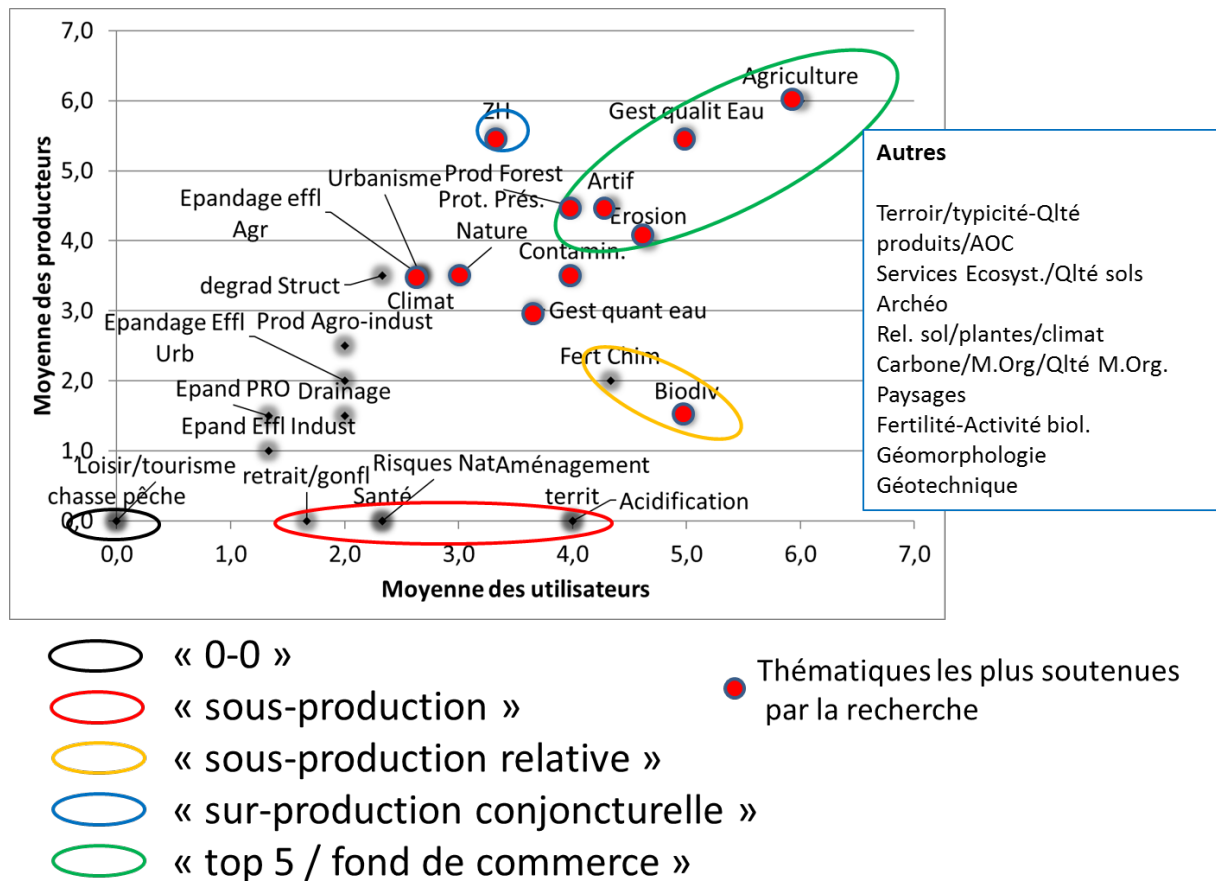 7,0
6,0
5,0
4,0
3,0
2,0
1,0
0,0
Moyenne des producteurs
Agriculture
ZH
Gest qualit Eau
Urbanisme
Prod Forest
Artif
Epandage effl
Agr
Prot. Prés.
Erosion
Nature
Contamin.
degrad Struct
Climat
Epandage Effl
Urb
Prod Agro-indust
Gest quant eau
Fert Chim
Epand PRO
Drainage
Biodiv
Epand Effl Indust
Loisir/tourisme
chasse pêche
retrait/gonfl
Risques Nat
Santé
Aménagement
territ
Acidification
0,0 1,0 2,0 3,0 4,0 5,0 6,0 7,0
Moyenne des utilisateurs
Autres
Terroir/typicité-Qlté
produits/AOC
Services Ecosyst./Qlté sols
Archéo
Rel. sol/plantes/climat
Carbone/M.Org/Qlté M.Org.
Paysages
Fertilité-Activité biol.
Géomorphologie
Géotechnique
« 0-0 »
« sous-production »
« sous-production relative »
« sur-production conjoncturelle »
« top 5 / fond de commerce »
Thématiques les plus soutenues
par la recherche